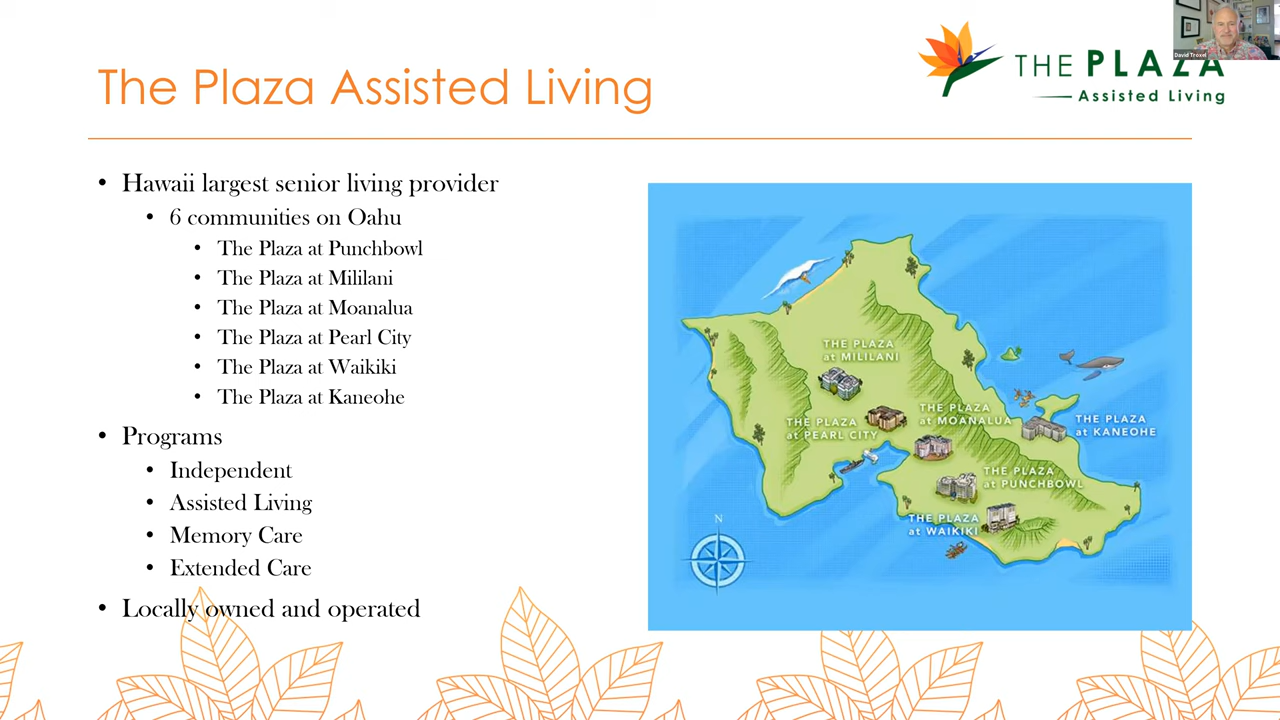 The Plaza Assisted Living
THE PLAZA
Assisted Living
David Troxel
• Hawaii largest senior living provider
• 6 communities on Oahu
• The Plaza at Punchbowl
• The Plaza at Mililani
• The Plaza at Moanalua
• The Plaza at Pearl City
• The Plaza at Waikiki
• The Plaza at Kaneohe
• Programs
• Independent
• Assisted Living
• Memory Care
• Extended Care
• Locally owned and operated
THE PLAZA
at MILILANI
THE PLAZA
at PEARL CITY
THE PLAZA
at MOANALUA
THE PLAZA
at KANEOHE
THE PLAZA
at PUNCHBOWL
THE PLAZA
at WAIKIKI
N